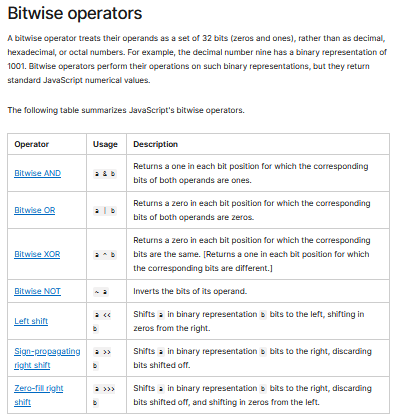 Bitwise operators
A bitwise operator treats their operands as a set of 32 bits (zeros and ones), rather than as decimal,
hexadecimal, or octal numbers. For example, the decimal number nine has a binary representation of
1001. Bitwise operators perform their operations on such binary representations, but they return
standard JavaScript numerical values.
The following table summarizes JavaScript's bitwise operators.
Operator Usage Description
Bitwise AND a & b Returns a one in each bit position for which the corresponding
bits of both operands are ones.
Bitwise OR a | b Returns a zero in each bit position for which the corresponding
bits of both operands are zeros.
Bitwise XOR a ^ b Returns a zero in each bit position for which the corresponding
bits are the same. [Returns a one in each bit position for which
the corresponding bits are different.]
Bitwise NOT ~ a Inverts the bits of its operand.
Left shift a << b Shifts a in binary representation b bits to the left, shifting in
zeros from the right.
Sign-propagating a >> b Shifts a in binary representation b bits to the right, discarding
right shift bits shifted off.
Zero-fill right a >>> b Shifts a in binary representation b bits to the right, discarding
shift bits shifted off, and shifting in zeros from the left.